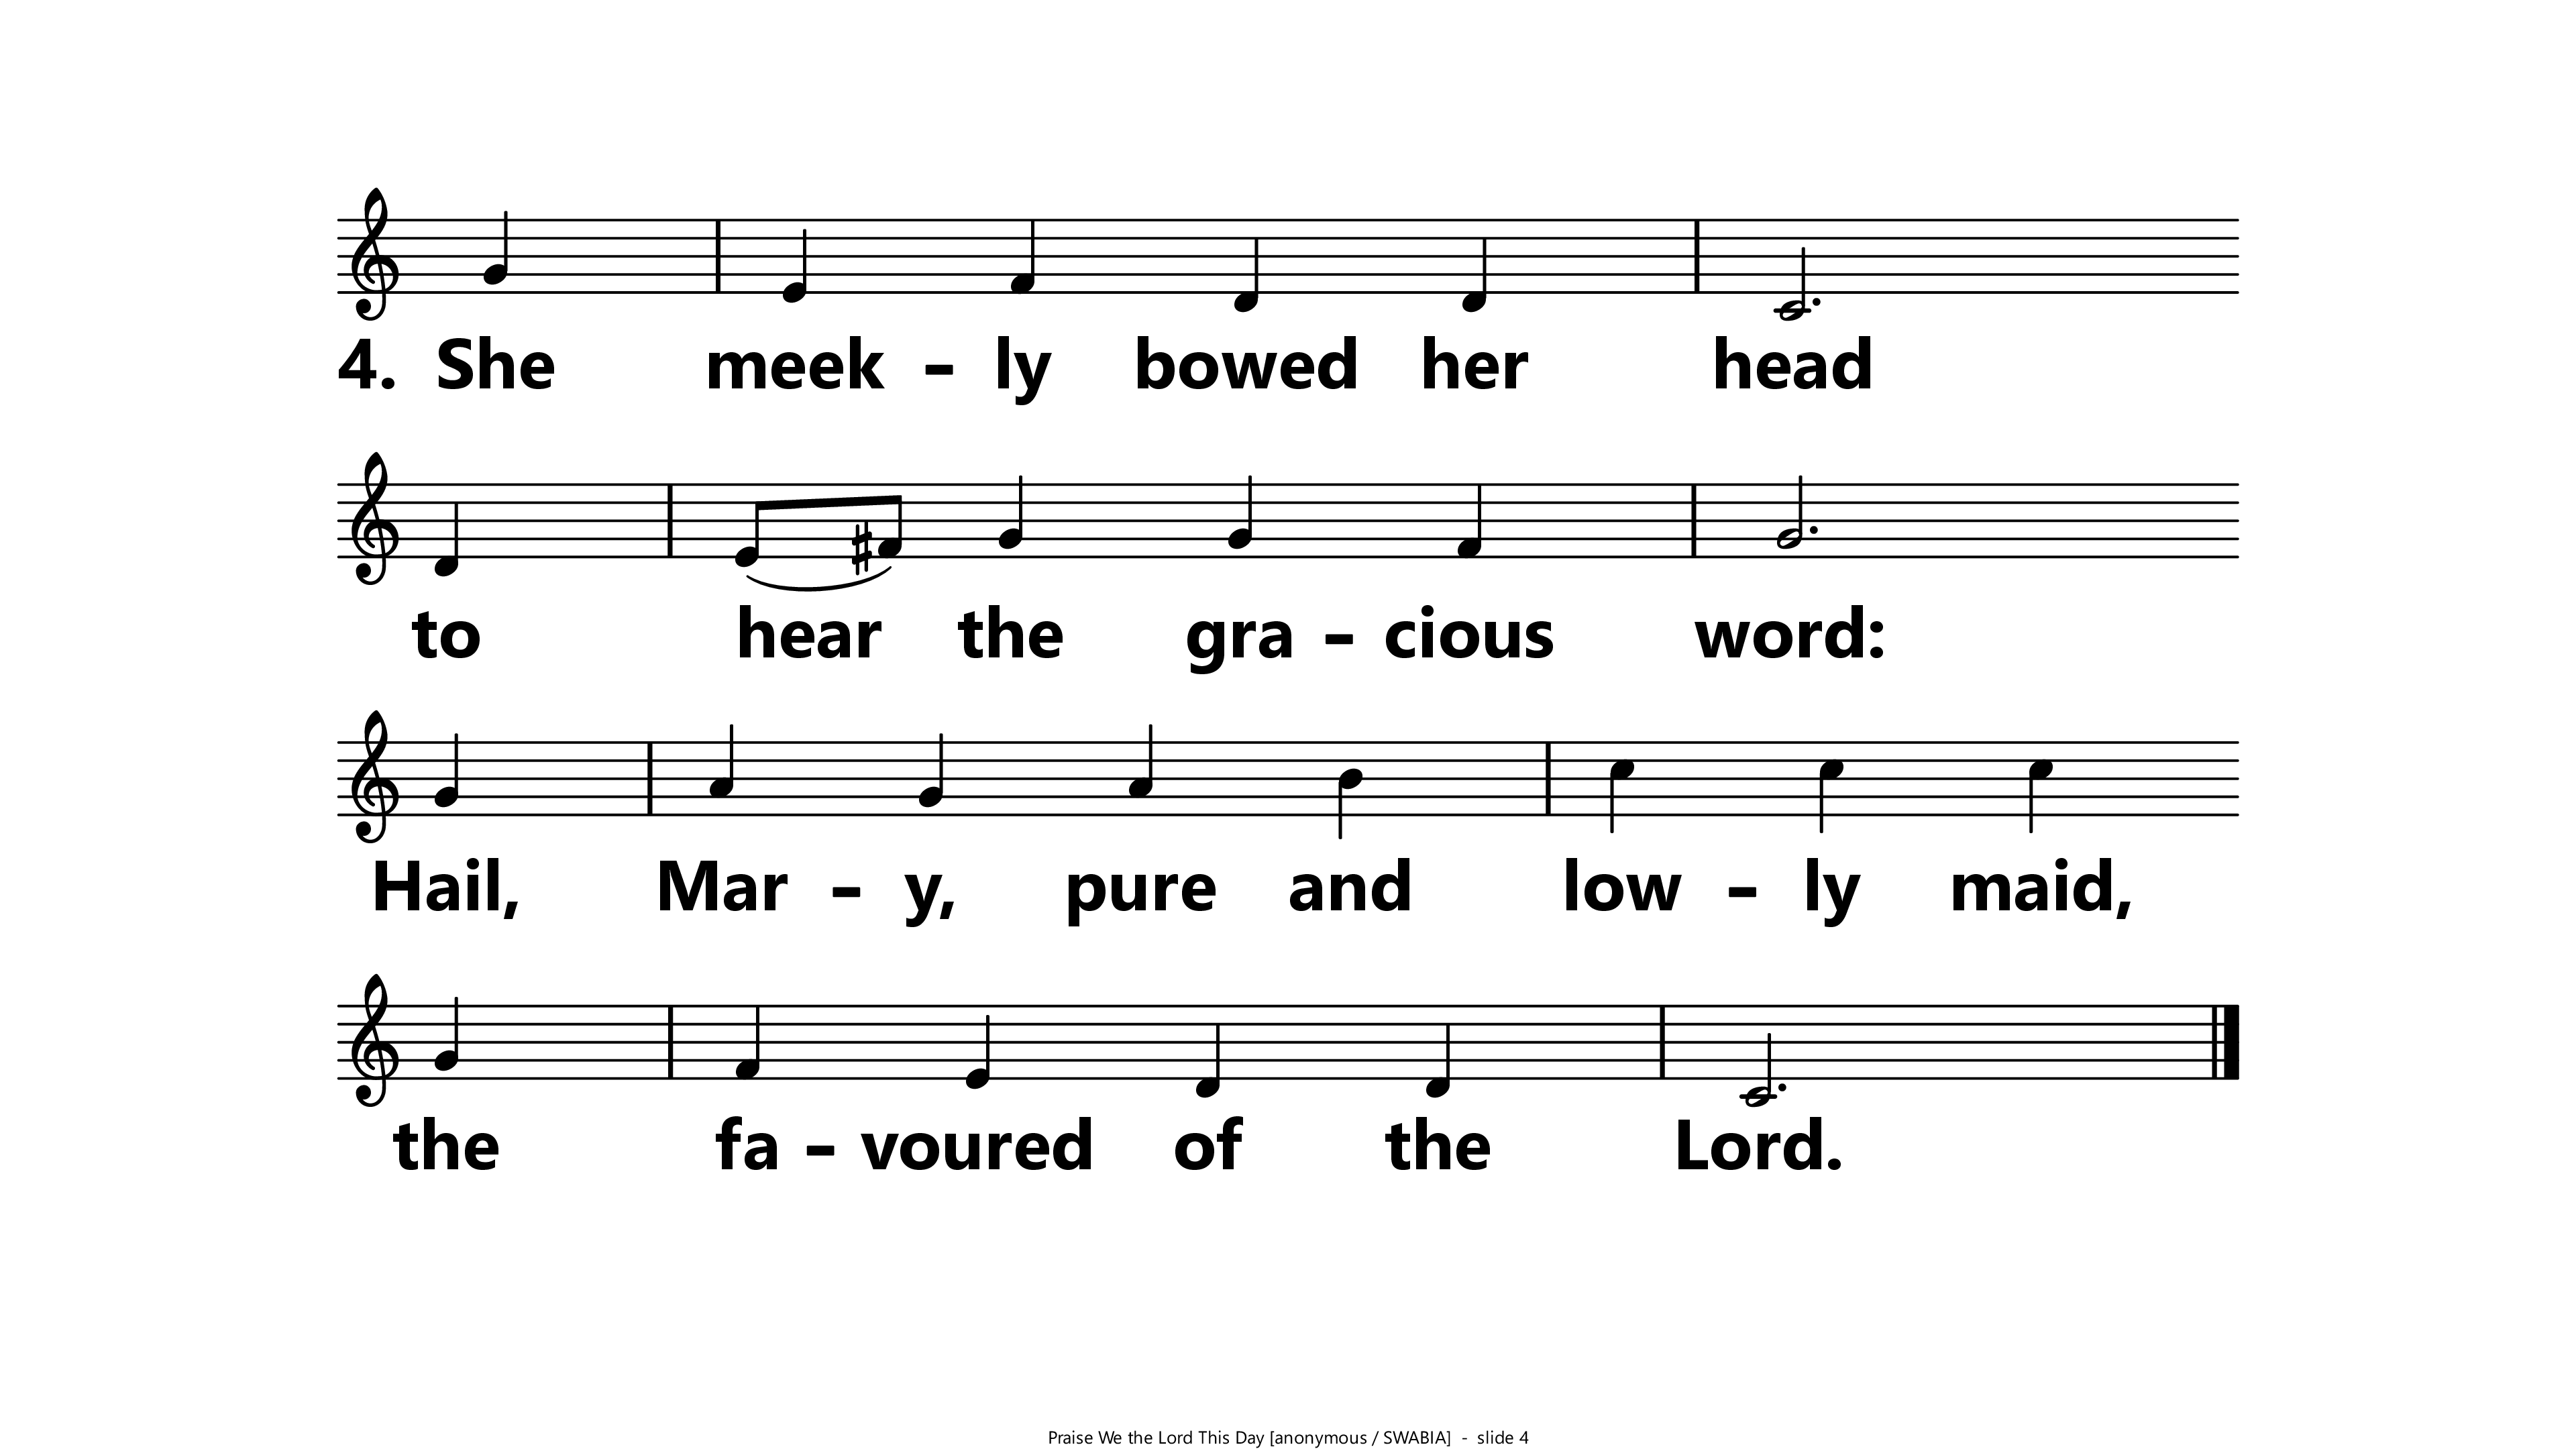 4. She meek - ly bowed her head
to hear the gra - cious word:
Hail, Mar - y, pure and low - ly maid,
the fa - voured of the Lord.
Praise We the Lord This Day [anonymous / SWABIA] - slide 4